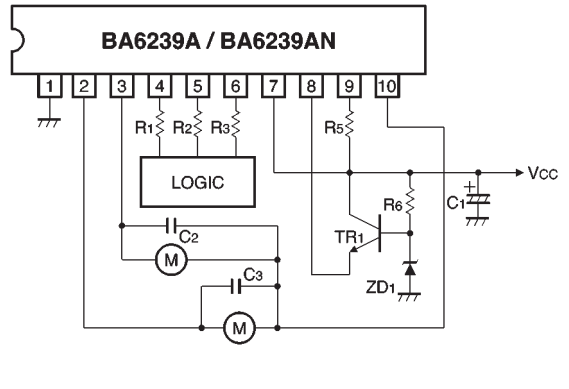 BA6239A / BA6239AN
1 2 3 4 5 6 7 8 9 10
R1 R2 R3 R5
LOGIC
VCC
R6
C1
+
TR1
C2
M
C3
ZD1
M